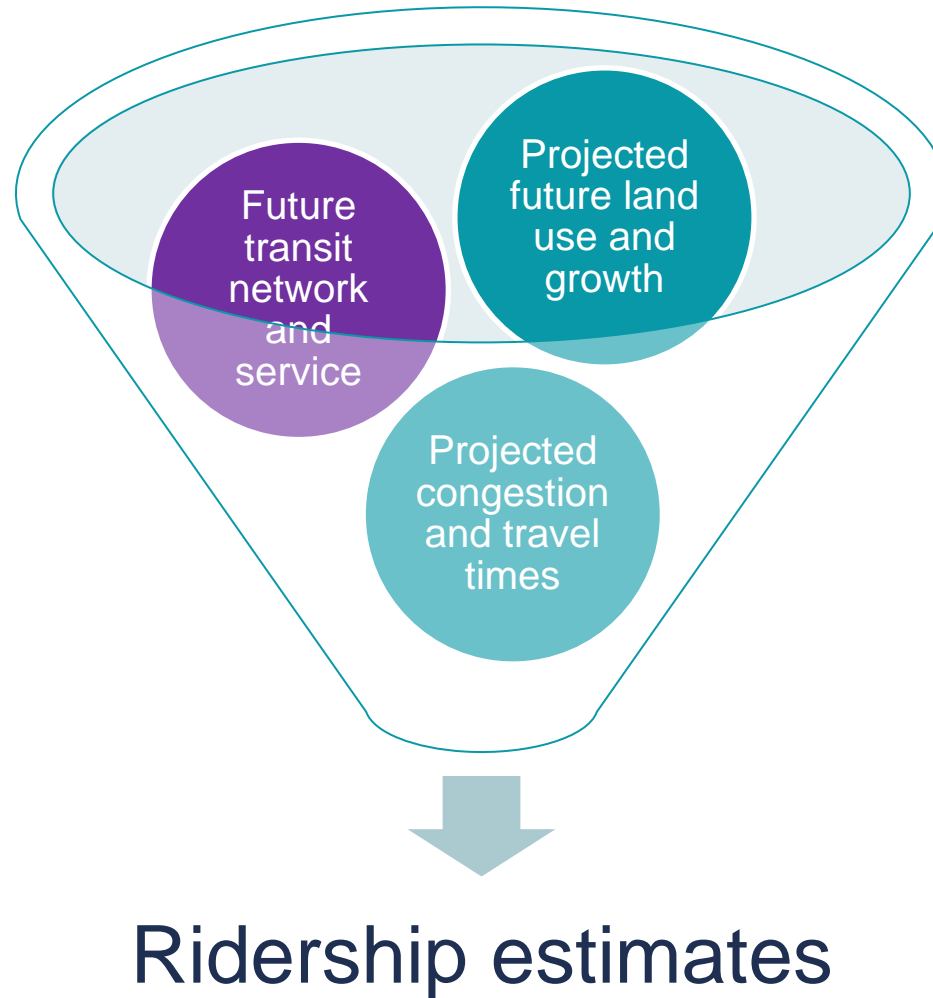 Future
transit
network
and
service
Projected
future land
use and
growth
Projected
congestion
and travel
times
Ridership estimates